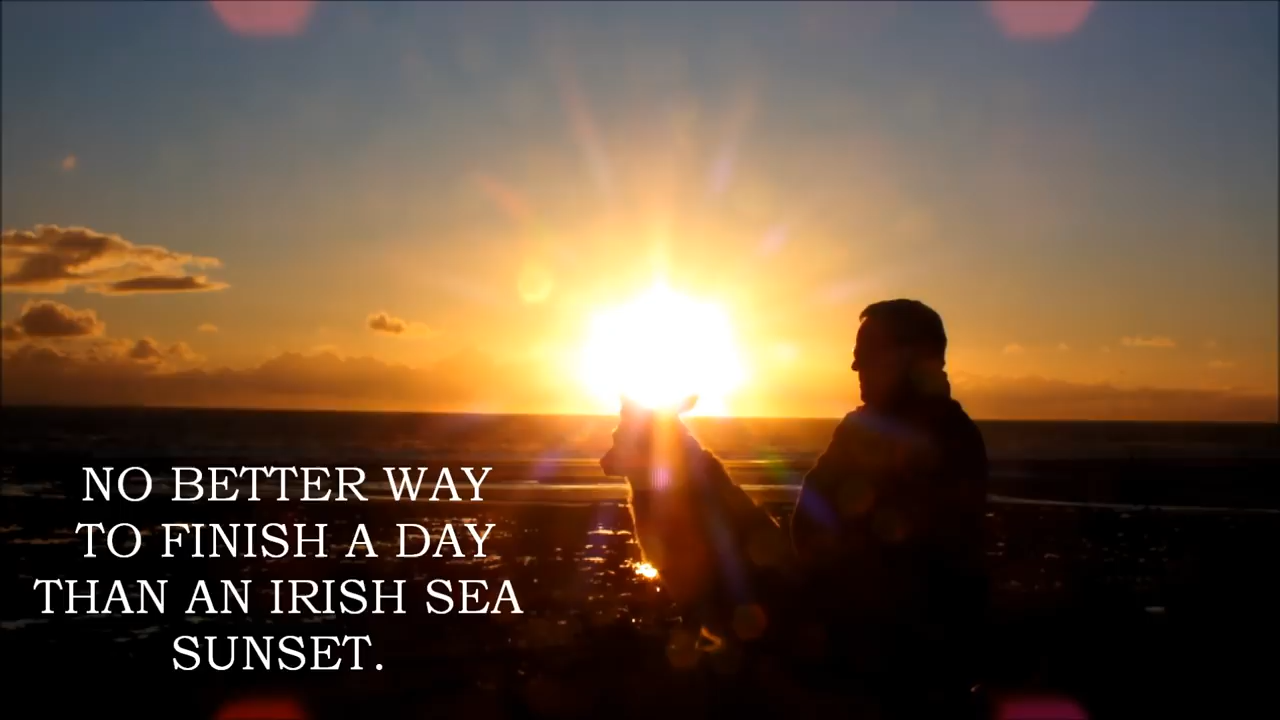 NO BETTER WAY
TO FINISH A DAY
THAN AN IRISH SEA
SUNSET.